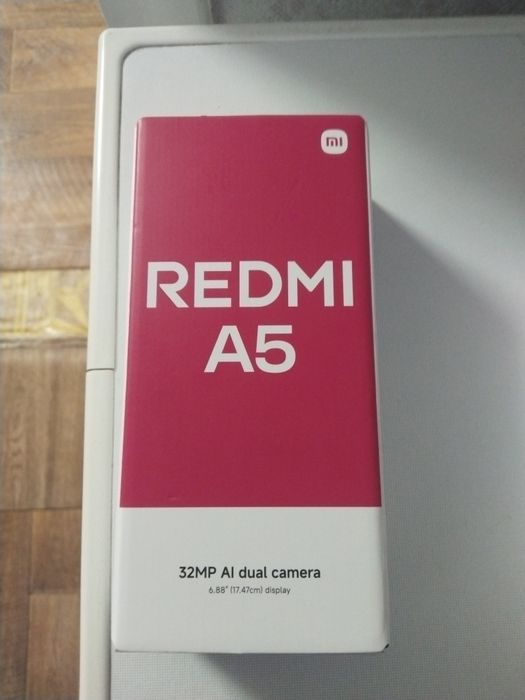 mi
REDMI
A5
32MP AI dual camera
6.88" (17.47cm) display